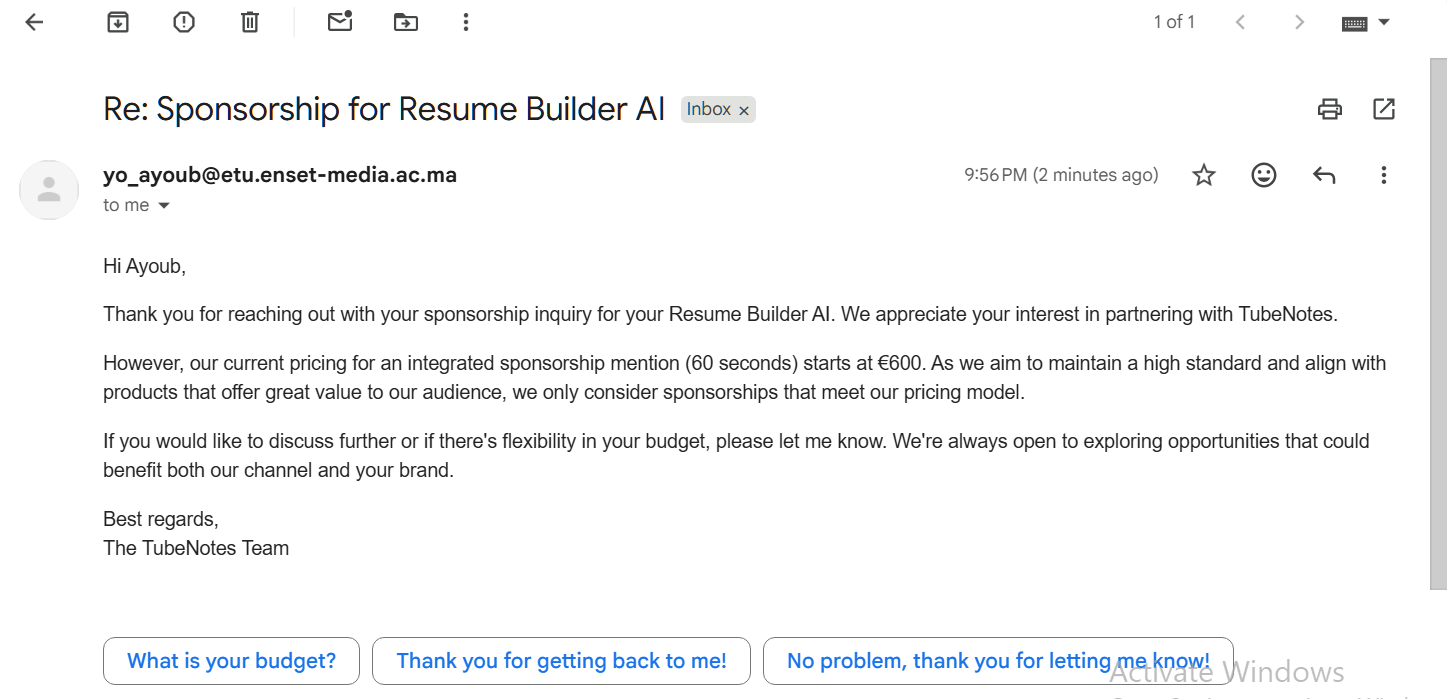 1 of 1
Re: Sponsorship for Resume Builder AI Inbox ×
yo_ayoub@etu.enset-media.ac.ma 9:56 PM (2 minutes ago)
to me
Hi Ayoub,
Thank you for reaching out with your sponsorship inquiry for your Resume Builder AI. We appreciate your interest in partnering with TubeNotes.
However, our current pricing for an integrated sponsorship mention (60 seconds) starts at €600. As we aim to maintain a high standard and align with
products that offer great value to our audience, we only consider sponsorships that meet our pricing model.
If you would like to discuss further or if there's flexibility in your budget, please let me know. We're always open to exploring opportunities that could
benefit both our channel and your brand.
Best regards,
The TubeNotes Team
What is your budget? Thank you for getting back to me! No problem, thank you for letting me know!
Activate Windows